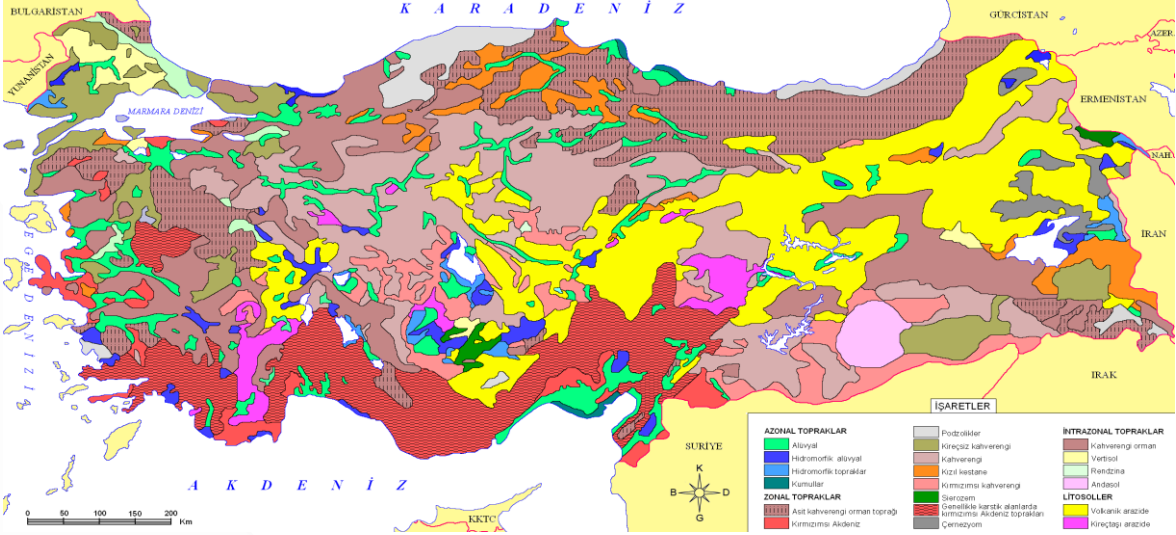 K A R A D E N İ Z
BULGARİSTAN
GÜRCİSTAN
AZER.
YUNANİSTAN
ERMENİSTAN
MARMARA DENİZİ
NAH.
E G E D E N İ Z İ
İRAN
IRAK
SURİYE
A K D E N İ Z
KKTC
K
B D
G
0 50 100 150 200
Km
İŞARETLER
AZONAL TOPRAKLAR
Alüvyal
Hidromorfik alüvyal
Hidromorfik topraklar
Kumullar
ZONAL TOPRAKLAR
Asit kahverengi orman toprağı
Kırmızımsı Akdeniz
Podzolikler
Kireçsiz kahverengi
Kahverengi
Kızıl kestane
Kırmızımsı kahverengi
Sierozem
Genellikle karstik alanlarda
kırmızımsı Akdeniz toprakları
Çernezyom
İNTRAZONAL TOPRAKLAR
Kahverengi orman
Vertisol
Rendzina
Andasol
LİTOSOLLER
Volkanik arazide
Kireçtaşı arazide